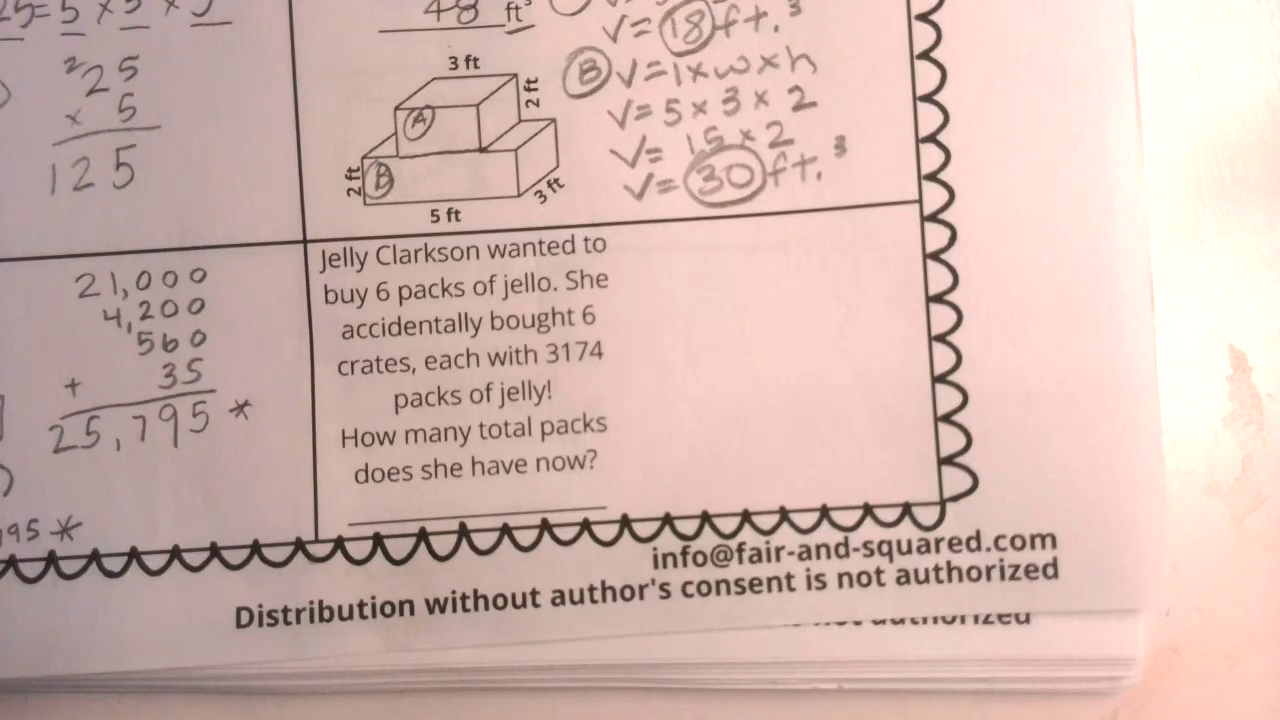 25= 5 × 5 × 5
2
25
× 5
125
48 ft³
3 ft
2 ft
A
B
2 ft
5 ft
3 ft
V= 18 ft.³
B V=l×w×h
V= 5 × 3 × 2
V= 15 × 2
V= 30 ft.³
21,000
4,200
560
+ 35
25,795 *
95 *
Jelly Clarkson wanted to
buy 6 packs of jello. She
accidentally bought 6
crates, each with 3174
packs of jelly!
How many total packs
does she have now?
info@fair-and-squared.com
Distribution without author's consent is not authorized
authorized